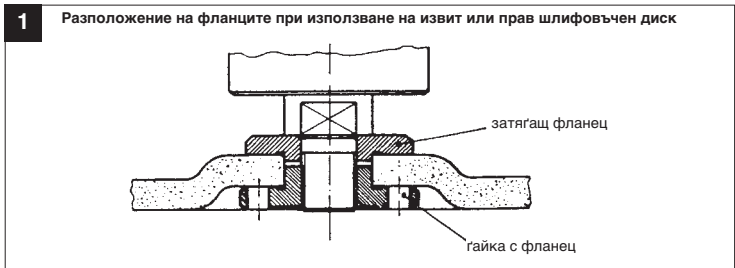 1
Разположение на фланците при използване на извит или прав шлифовъчен диск
затягащ фланец
гайка с фланец